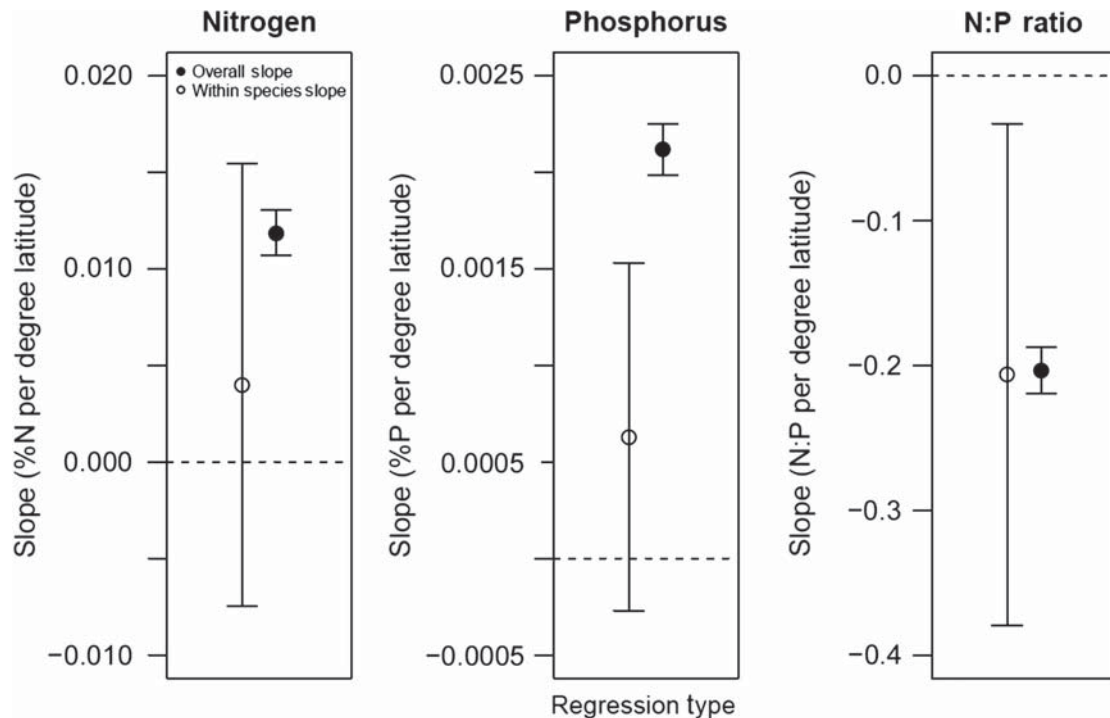 Nitrogen
Phosphorus
N:P ratio
Overall slope
Within species slope
Slope (%N per degree latitude)
0.020
0.010
0.000
−0.010
Slope (%P per degree latitude)
0.0025
0.0015
0.0005
−0.0005
Slope (N:P per degree latitude)
0.0
−0.1
−0.2
−0.3
−0.4
Regression type